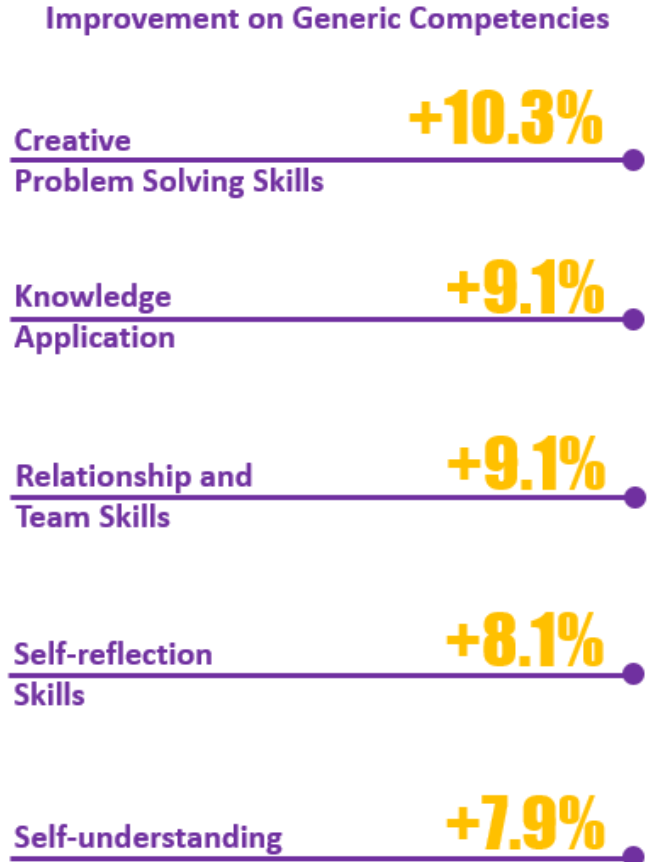 Improvement on Generic Competencies
+10.3%
Creative
Problem Solving Skills
+9.1%
Knowledge
Application
+9.1%
Relationship and
Team Skills
+8.1%
Self-reflection
Skills
+7.9%
Self-understanding